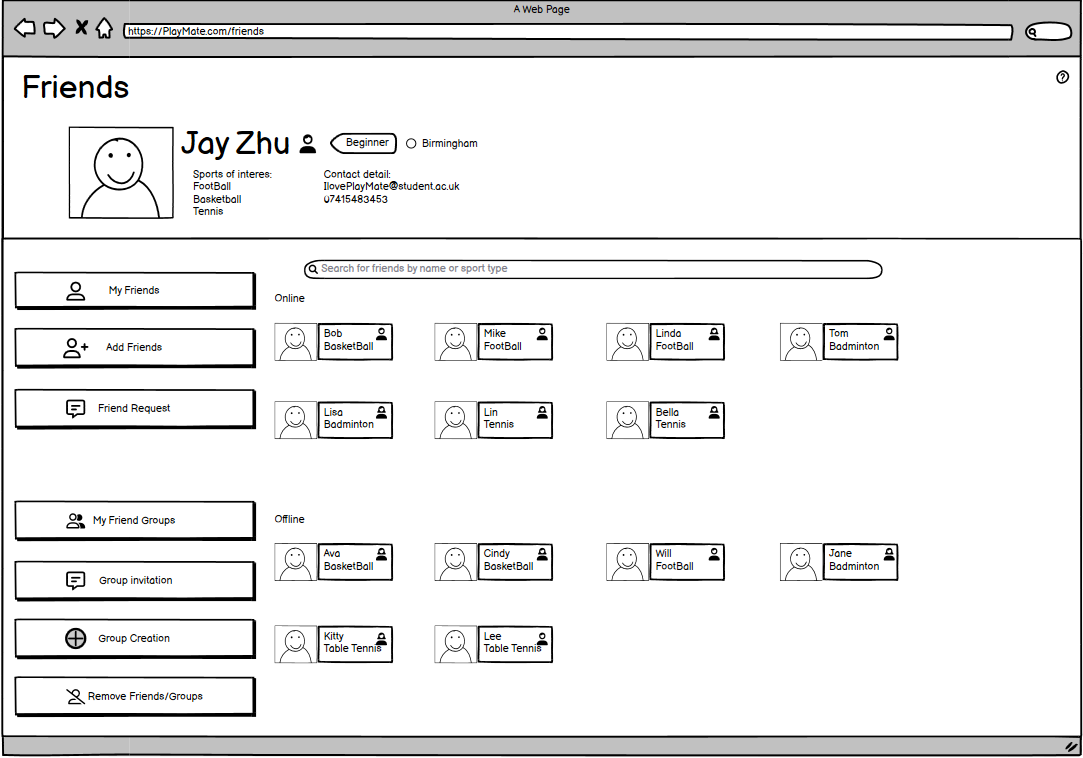 A Web Page
https://PlayMate.com/friends
Friends
Jay Zhu
Beginner
Birmingham
Sports of interes:
FootBall
Basketball
Tennis
Contact detail:
IlovePlayMate@student.ac.uk
07415483453
My Friends
Add Friends
Friend Request
My Friend Groups
Group invitation
Group Creation
Remove Friends/Groups
Search for friends by name or sport type
Online
Bob
BasketBall
Mike
FootBall
Linda
FootBall
Tom
Badminton
Lisa
Badminton
Lin
Tennis
Bella
Tennis
Offline
Ava
BasketBall
Cindy
BasketBall
Will
FootBall
Jane
Badminton
Kitty
Table Tennis
Lee
Table Tennis